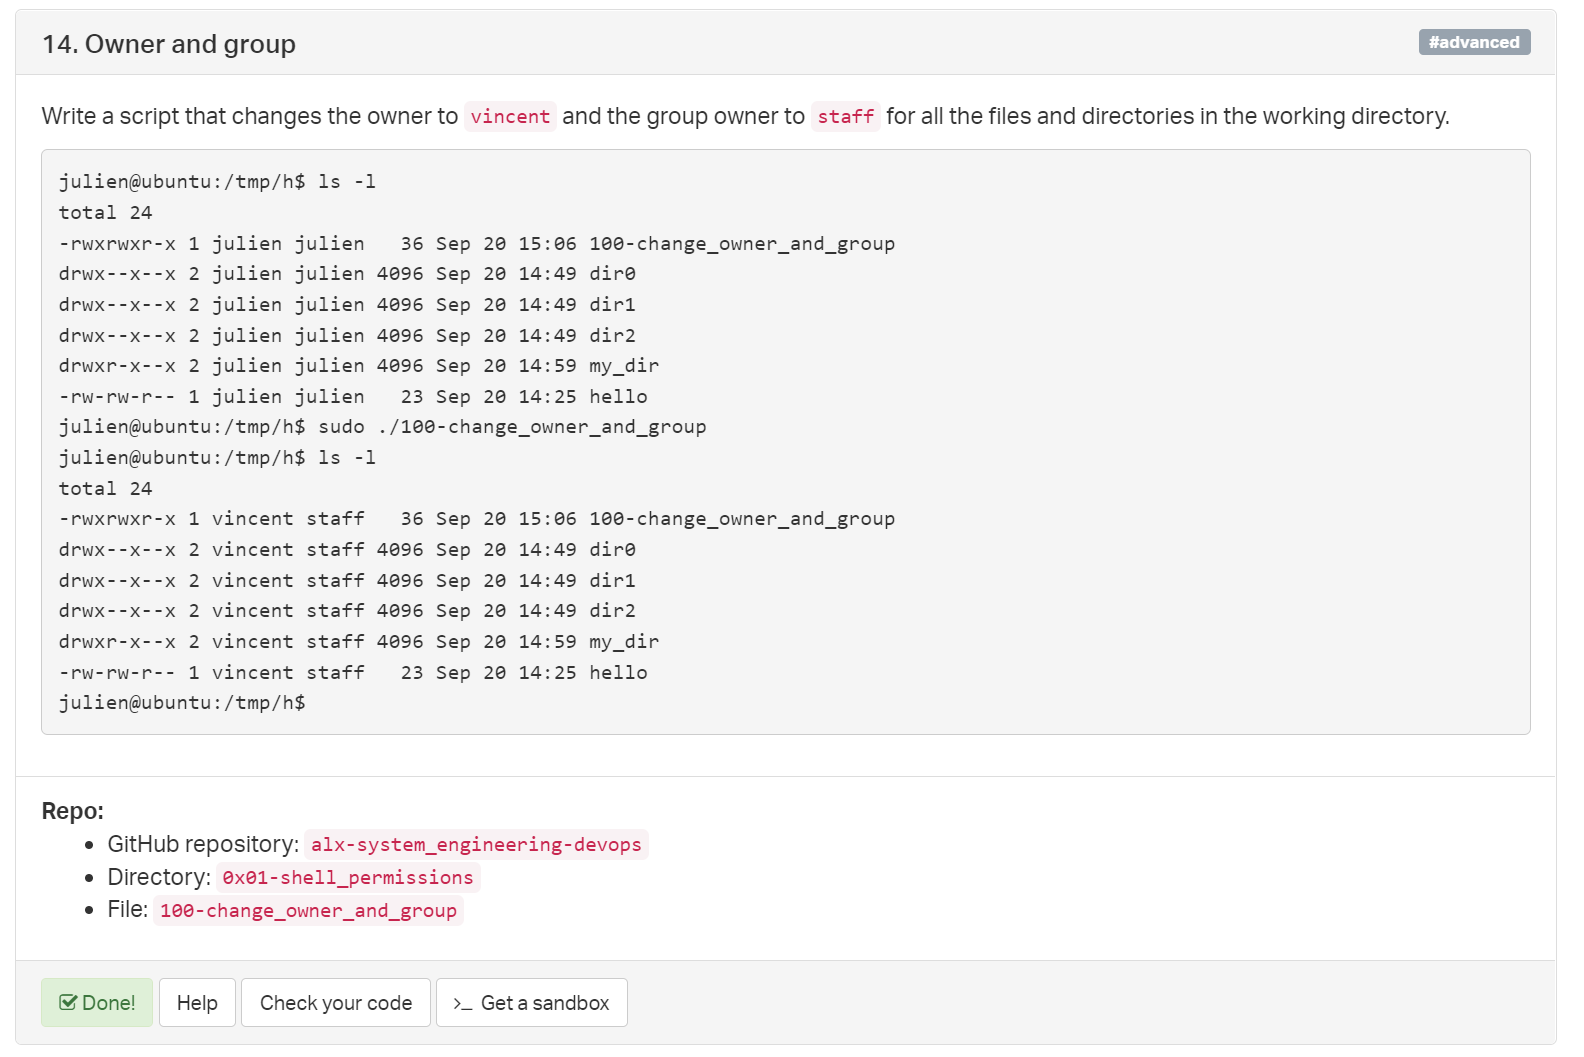 14. Owner and group
#advanced
Write a script that changes the owner to vincent and the group owner to staff for all the files and directories in the working directory.
julien@ubuntu:/tmp/h$ ls -l
total 24
-rwxrwxr-x 1 julien julien   36 Sep 20 15:06 100-change_owner_and_group
drwx--x--x 2 julien julien 4096 Sep 20 14:49 dir0
drwx--x--x 2 julien julien 4096 Sep 20 14:49 dir1
drwx--x--x 2 julien julien 4096 Sep 20 14:49 dir2
drwxr-x--x 2 julien julien 4096 Sep 20 14:59 my_dir
-rw-rw-r-- 1 julien julien   23 Sep 20 14:25 hello
julien@ubuntu:/tmp/h$ sudo ./100-change_owner_and_group
julien@ubuntu:/tmp/h$ ls -l
total 24
-rwxrwxr-x 1 vincent staff   36 Sep 20 15:06 100-change_owner_and_group
drwx--x--x 2 vincent staff 4096 Sep 20 14:49 dir0
drwx--x--x 2 vincent staff 4096 Sep 20 14:49 dir1
drwx--x--x 2 vincent staff 4096 Sep 20 14:49 dir2
drwxr-x--x 2 vincent staff 4096 Sep 20 14:59 my_dir
-rw-rw-r-- 1 vincent staff   23 Sep 20 14:25 hello
julien@ubuntu:/tmp/h$
Repo:
• GitHub repository: alx-system_engineering-devops
• Directory: 0x01-shell_permissions
• File: 100-change_owner_and_group
Done! Help Check your code >_ Get a sandbox